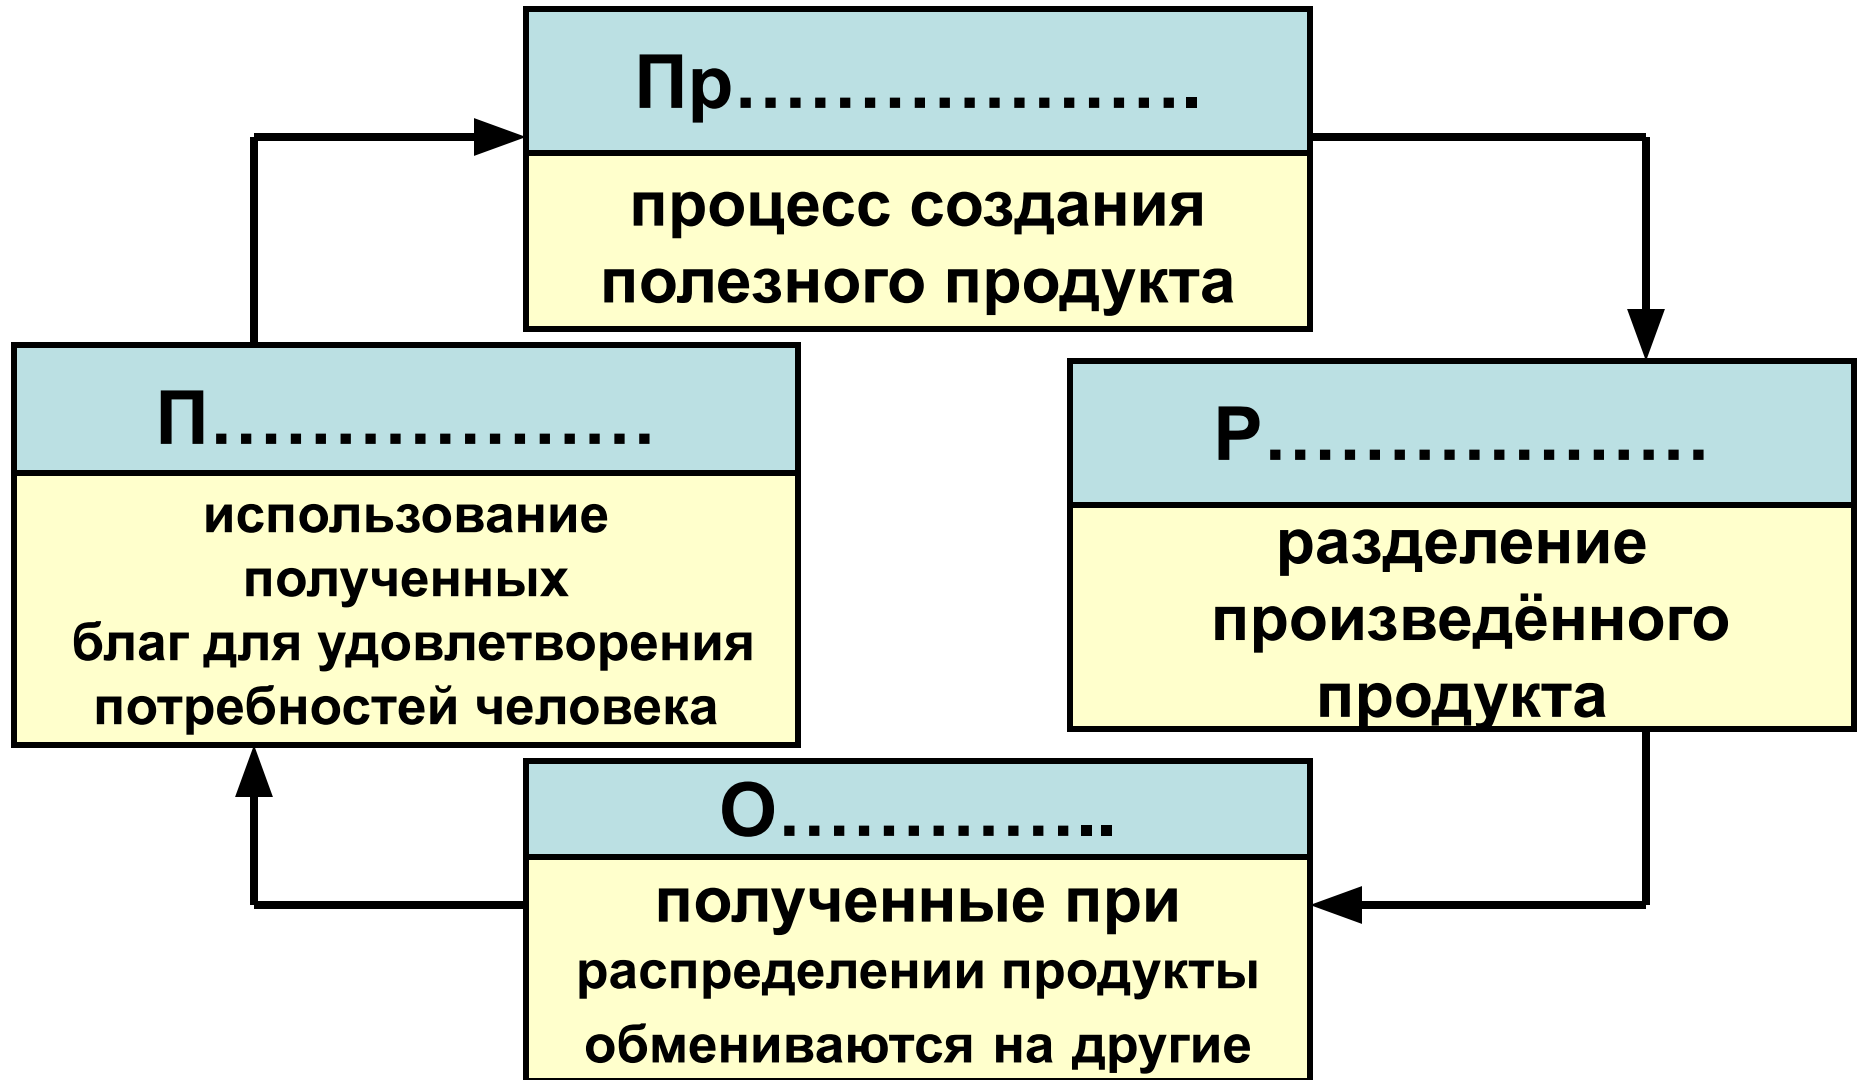 Пр……………….
процесс создания
полезного продукта
П………………
использование
полученных
благ для удовлетворения
потребностей человека
Р………………
разделение
произведённого
продукта
О…………..
полученные при
распределении продукты
обмениваются на другие